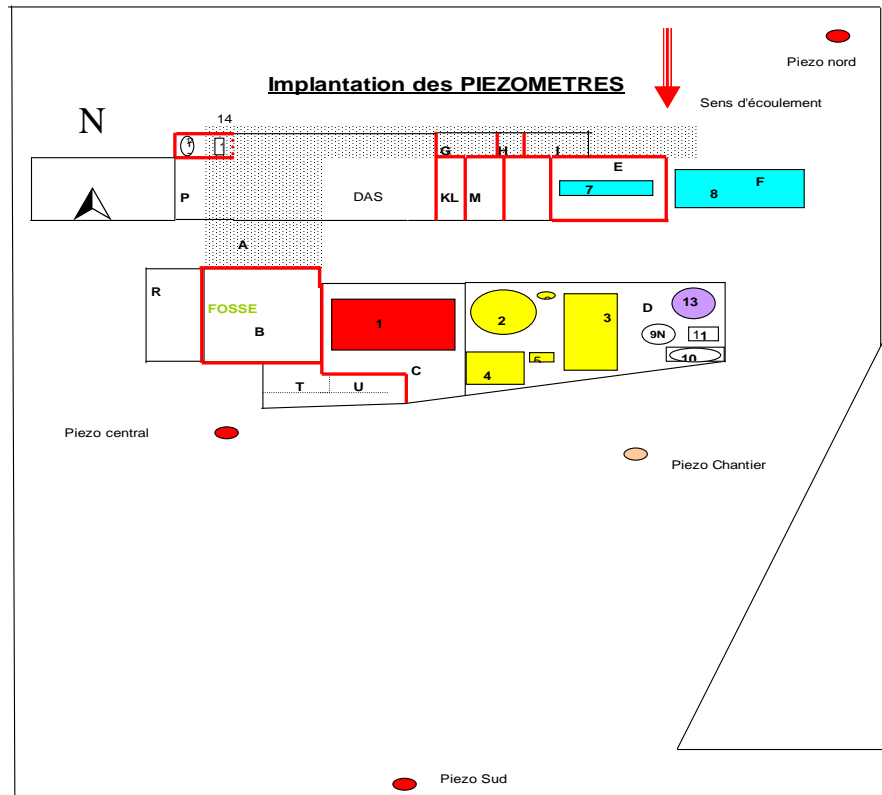 Piezo nord
Implantation des PIEZOMETRES
Sens d'écoulement
N
14
G
H
I
E
P
DAS
KL
M
7
8
F
A
R
FOSSE
B
1
2
3
D
13
9N
11
10
4
5
C
T
U
Piezo central
Piezo Chantier
Piezo Sud